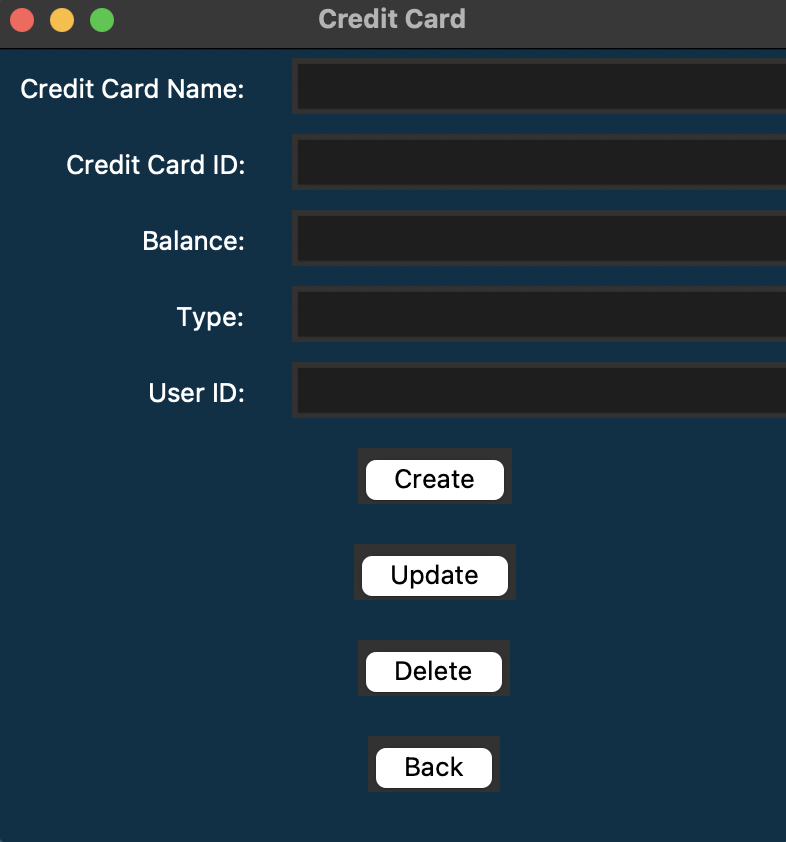 Credit Card
Credit Card Name:
Credit Card ID:
Balance:
Type:
User ID:
Create
Update
Delete
Back